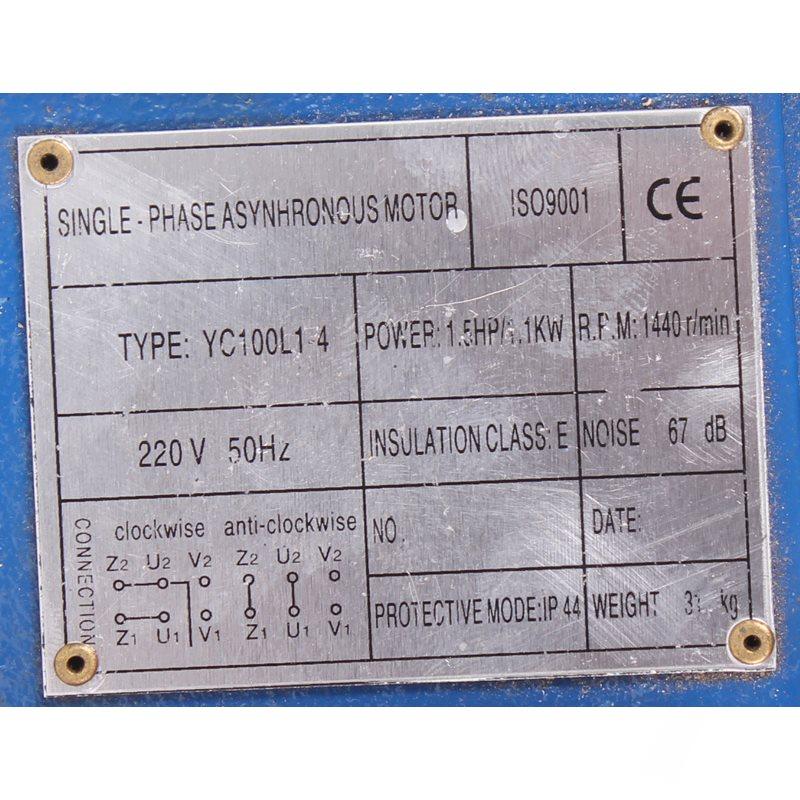 SINGLE - PHASE ASYNHRONOUS MOTOR
ISO9001
CE
TYPE: YC100L1-4
POWER: 1.5HP/1.1KW
R.P.M: 1440 r/min
220 V 50Hz
INSULATION CLASS: E
NOISE 67 dB
CONNECTION
clockwise anti-clockwise
Z2 U2 V2 Z2 U2 V2
Z1 U1 V1 Z1 U1 V1
NO.
DATE:
PROTECTIVE MODE: IP 44
WEIGHT kg